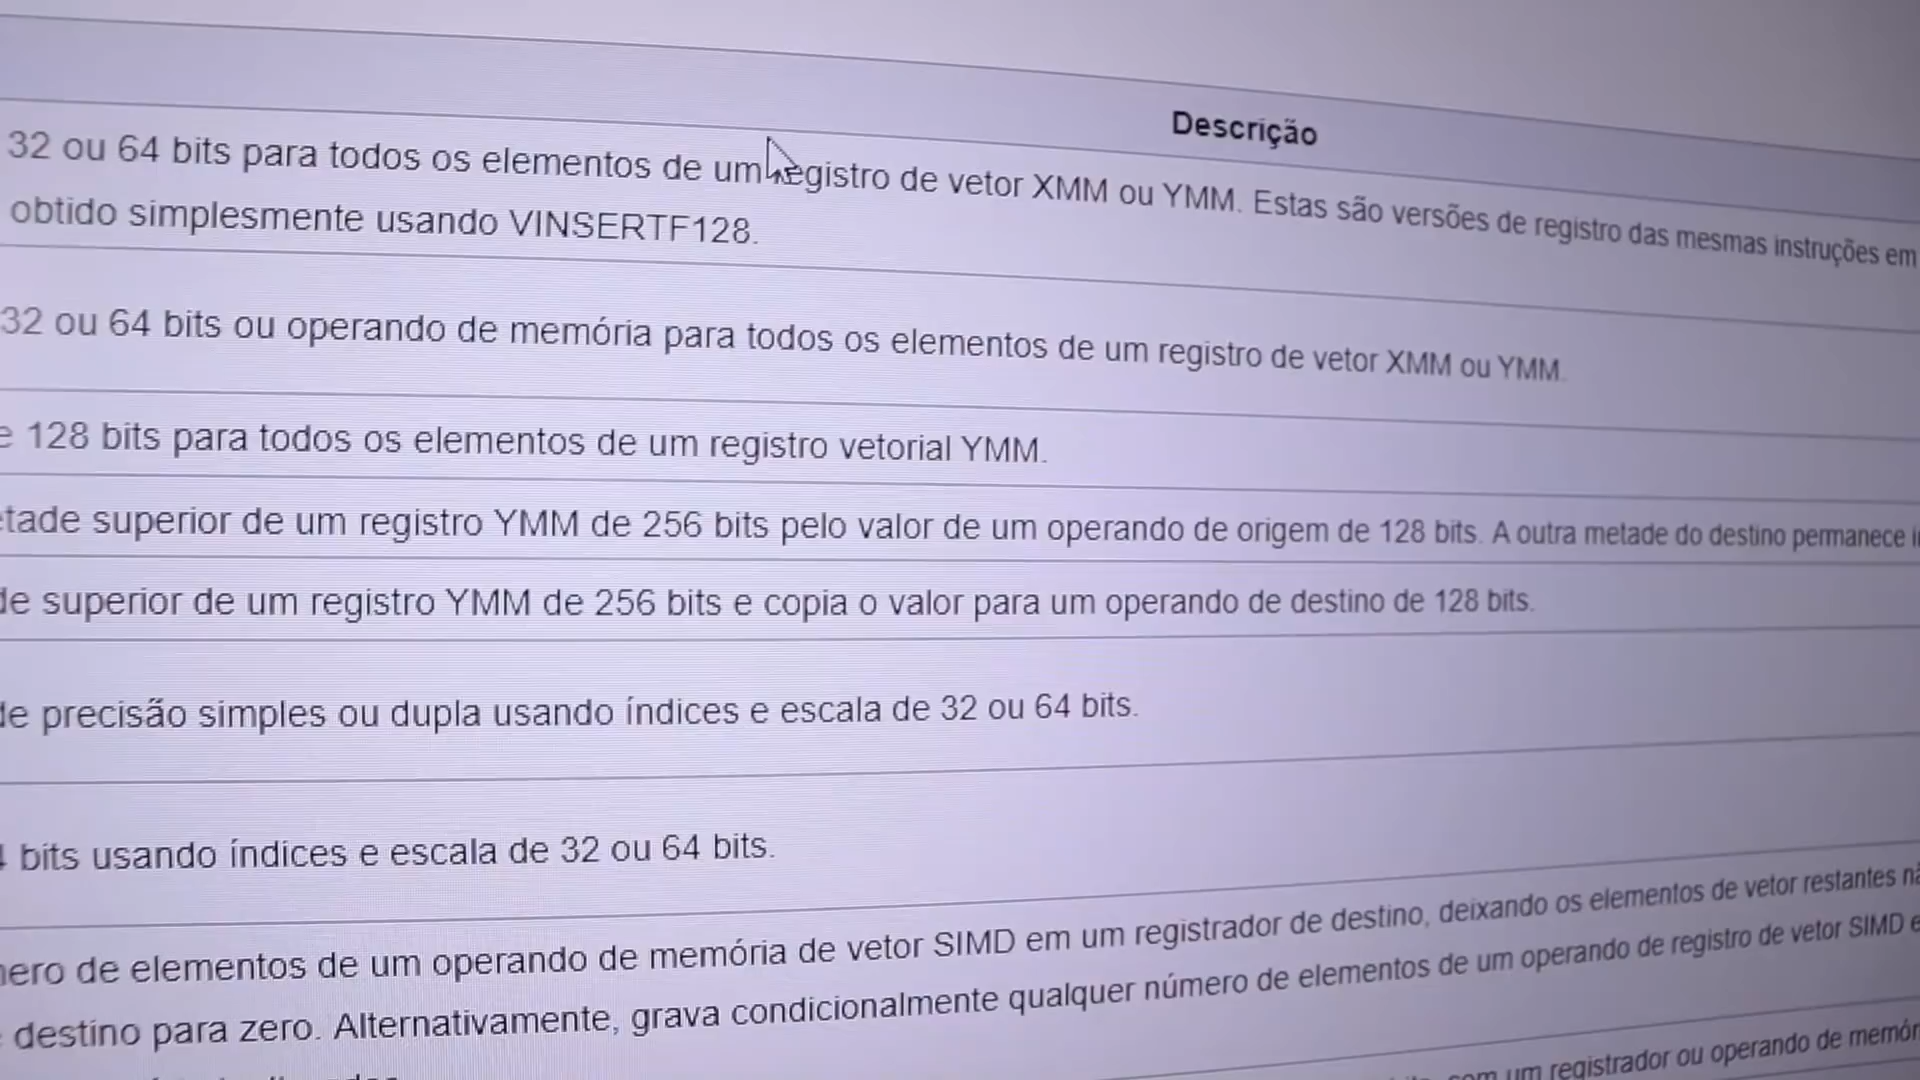 Descrição
32 ou 64 bits para todos os elementos de um registro de vetor XMM ou YMM. Estas são versões de registro das mesmas instruções em
obtido simplesmente usando VINSERTF128.
32 ou 64 bits ou operando de memória para todos os elementos de um registro de vetor XMM ou YMM.
128 bits para todos os elementos de um registro vetorial YMM.
superior de um registro YMM de 256 bits pelo valor de um operando de origem de 128 bits. A outra metade do destino permanece
superior de um registro YMM de 256 bits e copia o valor para um operando de destino de 128 bits.
de precisão simples ou dupla usando índices e escala de 32 ou 64 bits.
bits usando índices e escala de 32 ou 64 bits.
de elementos de um operando de memória de vetor SIMD em um registrador de destino, deixando os elementos de vetor restantes
destino para zero. Alternativamente, grava condicionalmente qualquer número de elementos de um operando de registro de vetor SIMD
com um registrador ou operando de